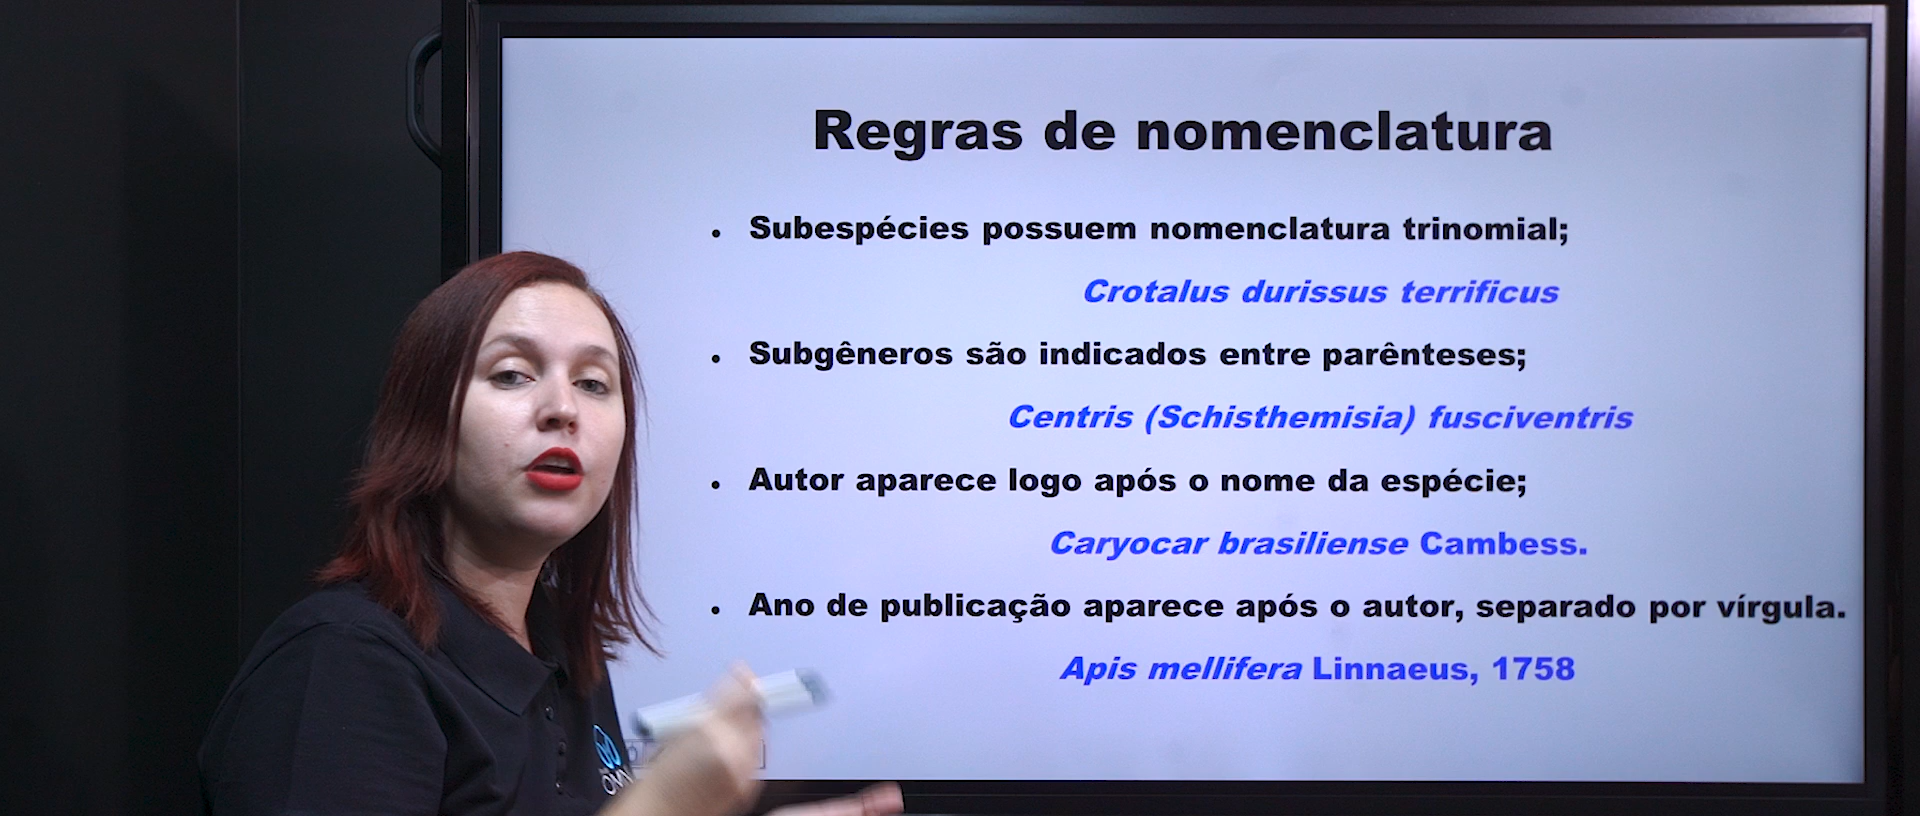 Regras de nomenclatura
• Subespécies possuem nomenclatura trinomial;
Crotalus durissus terrificus
• Subgêneros são indicados entre parênteses;
Centris (Schisthemisia) fusciventris
• Autor aparece logo após o nome da espécie;
Caryocar brasiliense Cambess.
• Ano de publicação aparece após o autor, separado por vírgula.
Apis mellifera Linnaeus, 1758